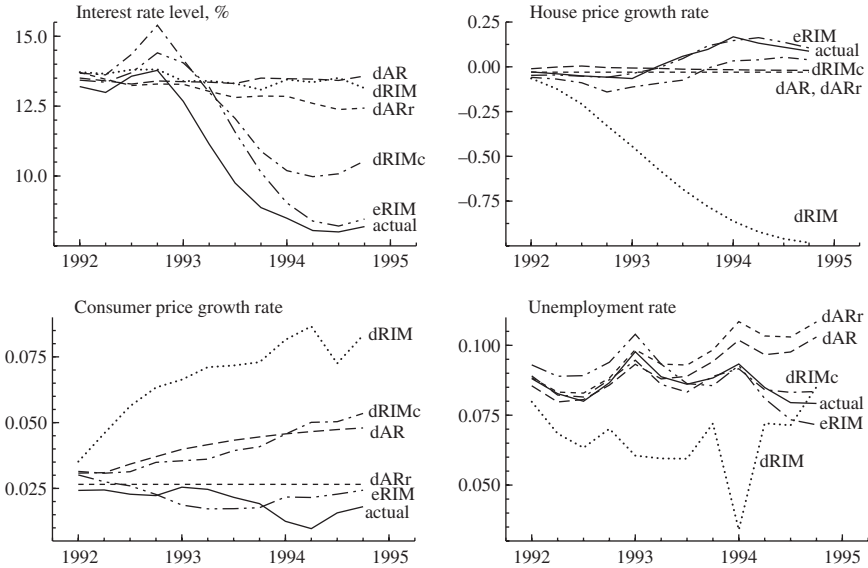 Interest rate level, %
15.0
12.5
10.0
1992 1993 1994 1995
dAR
dRIM
dARr
dRIMc
eRIM
actual
House price growth rate
0.25
0.00
−0.25
−0.50
−0.75
1992 1993 1994 1995
eRIM
actual
dRIMc
dAR, dARr
dRIM
Consumer price growth rate
0.075
0.050
0.025
1992 1993 1994 1995
dRIM
dRIMc
dAR
dARr
eRIM
actual
Unemployment rate
0.100
0.075
0.050
1992 1993 1994 1995
dARr
dAR
dRIMc
actual
eRIM
dRIM